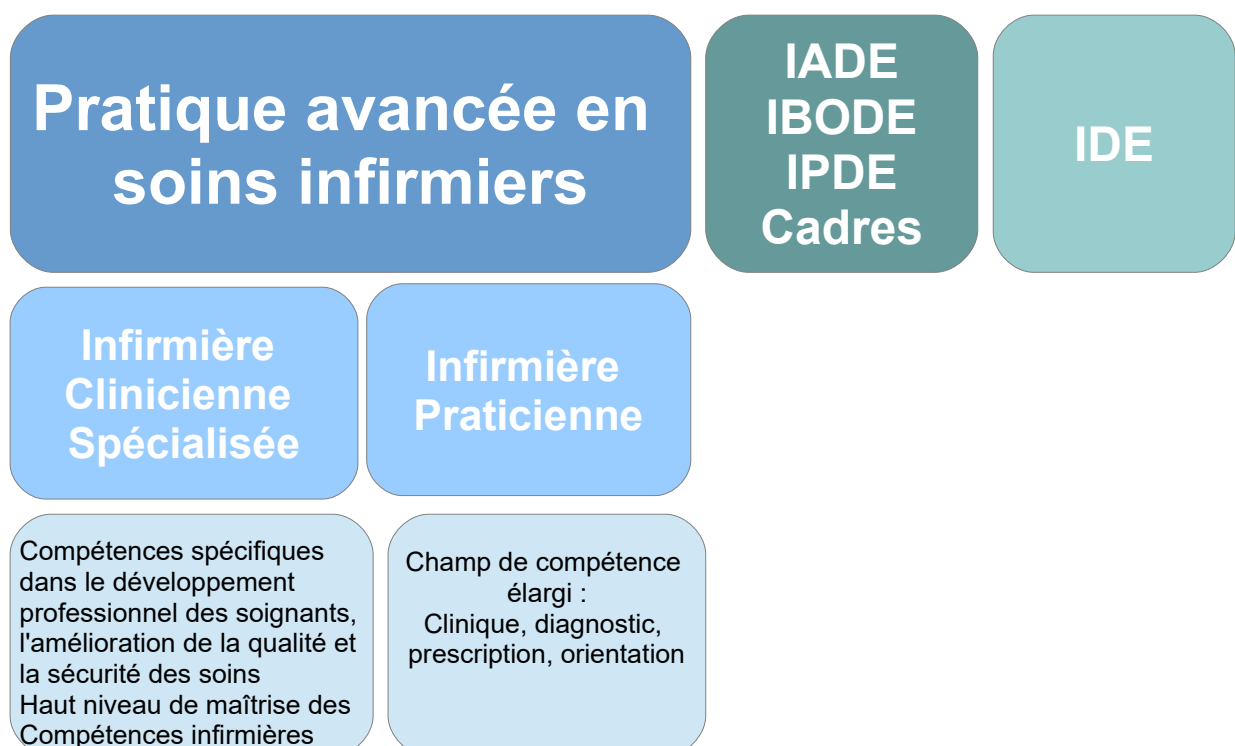 Pratique avancée en
soins infirmiers
IADE
IBODE
IPDE
Cadres
IDE
Infirmière
Clinicienne
Spécialisée
Infirmière
Praticienne
Compétences spécifiques
dans le développement
professionnel des soignants,
l'amélioration de la qualité et
la sécurité des soins
Haut niveau de maîtrise des
Compétences infirmières
Champ de compétence
élargi :
Clinique, diagnostic,
prescription, orientation